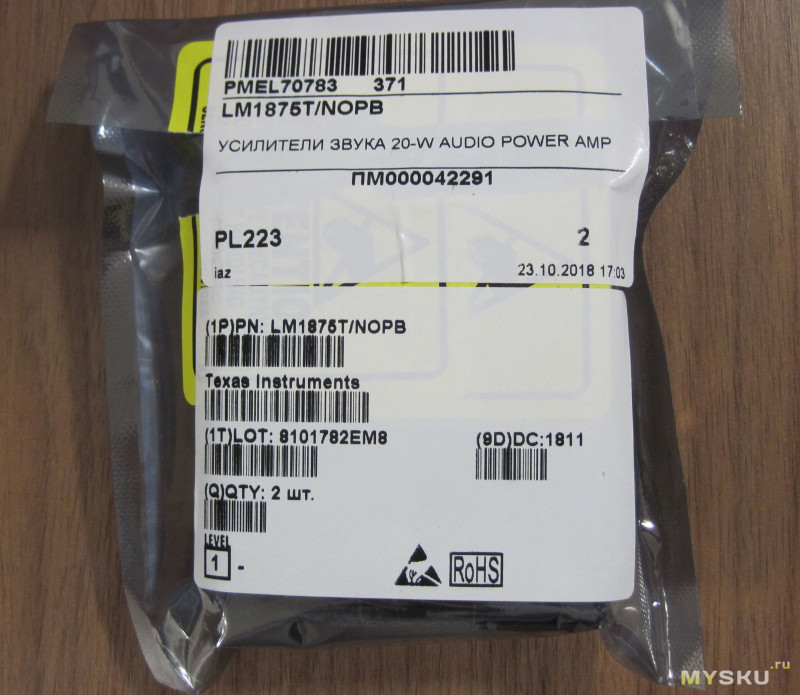 PMEL70783 371
LM1875T/NOPB
УСИЛИТЕЛИ ЗВУКА 20-W AUDIO POWER AMP
ПМ000042291
PL223 2
iaz 23.10.2018 17:03
(1P)PN: LM1875T/NOPB
Texas Instruments
(1T)LOT: 8101782EM8 (9D)DC:1811
(Q)QTY: 2 шт.
LEVEL
1 -
RoHS
MYSKU.ru